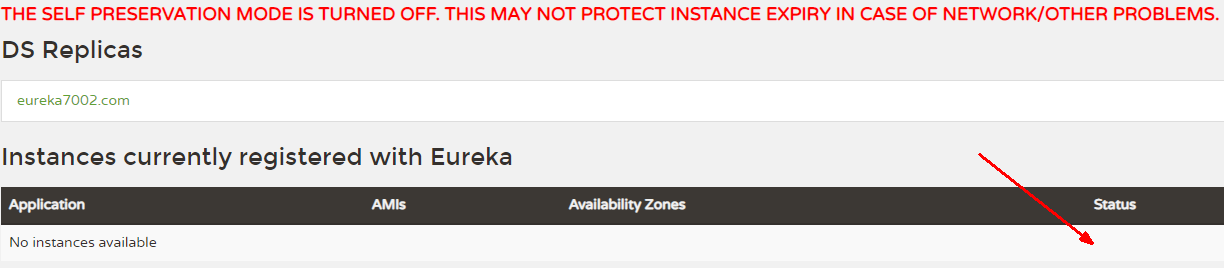 THE SELF PRESERVATION MODE IS TURNED OFF. THIS MAY NOT PROTECT INSTANCE EXPIRY IN CASE OF NETWORK/OTHER PROBLEMS.
DS Replicas
eureka7002.com
Instances currently registered with Eureka
Application AMIs Availability Zones Status
No instances available